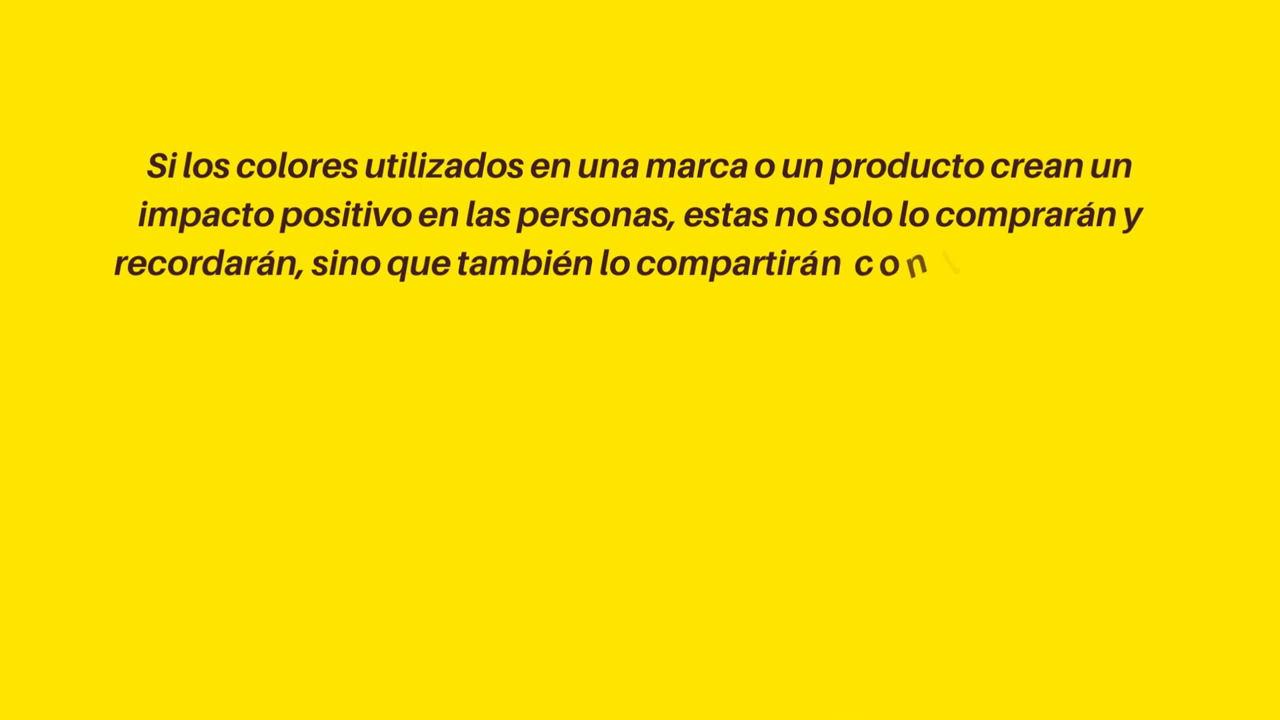 Si los colores utilizados en una marca o un producto crean un
impacto positivo en las personas, estas no solo lo comprarán y
recordarán, sino que también lo compartirán con